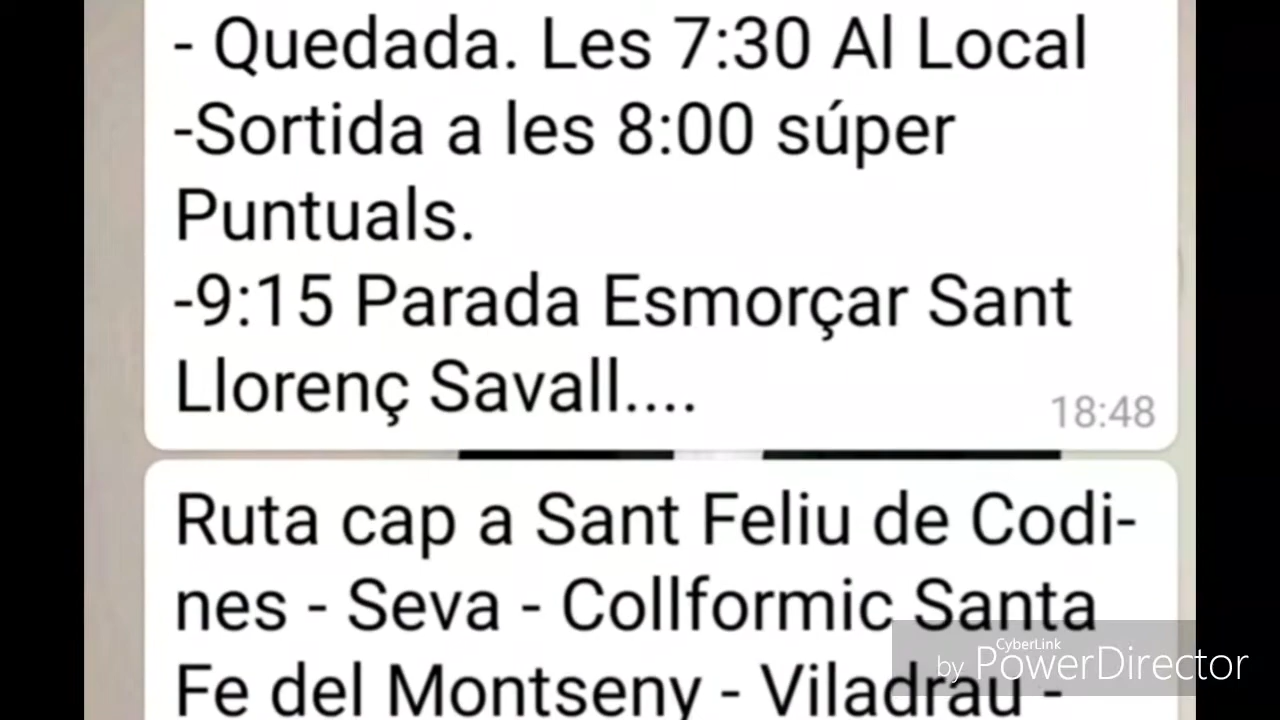 - Quedada. Les 7:30 Al Local
-Sortida a les 8:00 súper
Puntuals.
-9:15 Parada Esmorçar Sant
Llorenç Savall....
18:48
Ruta cap a Sant Feliu de Codi-
nes - Seva - Collformic Santa
Fe del Montseny - Viladrau -
CyberLink
by PowerDirector